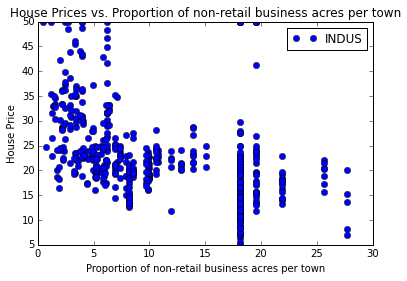 House Prices vs. Proportion of non-retail business acres per town
50
45
40
35
30
25
20
15
10
5
House Price
INDUS
0 5 10 15 20 25 30
Proportion of non-retail business acres per town